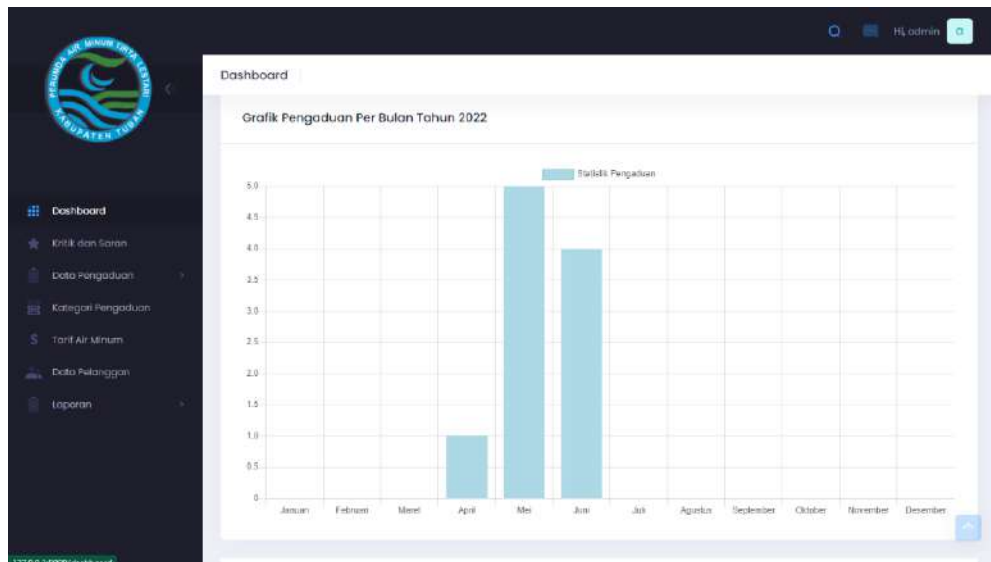 PERUMDA AIR MINUM TIRTA LESTARI
KABUPATEN TUBAN
Hi, admin
a
Dashboard
Grafik Pengaduan Per Bulan Tahun 2022
Statistik Pengaduan
Dashboard
Kritik dan Saran
Data Pengaduan
Kategori Pengaduan
Tarif Air Minum
Data Pelanggan
Laporan
5.0
4.5
4.0
3.5
3.0
2.5
2.0
1.5
1.0
0.5
0
Januari Februari Maret April Mei Juni Juli Agustus September Oktober November Desember